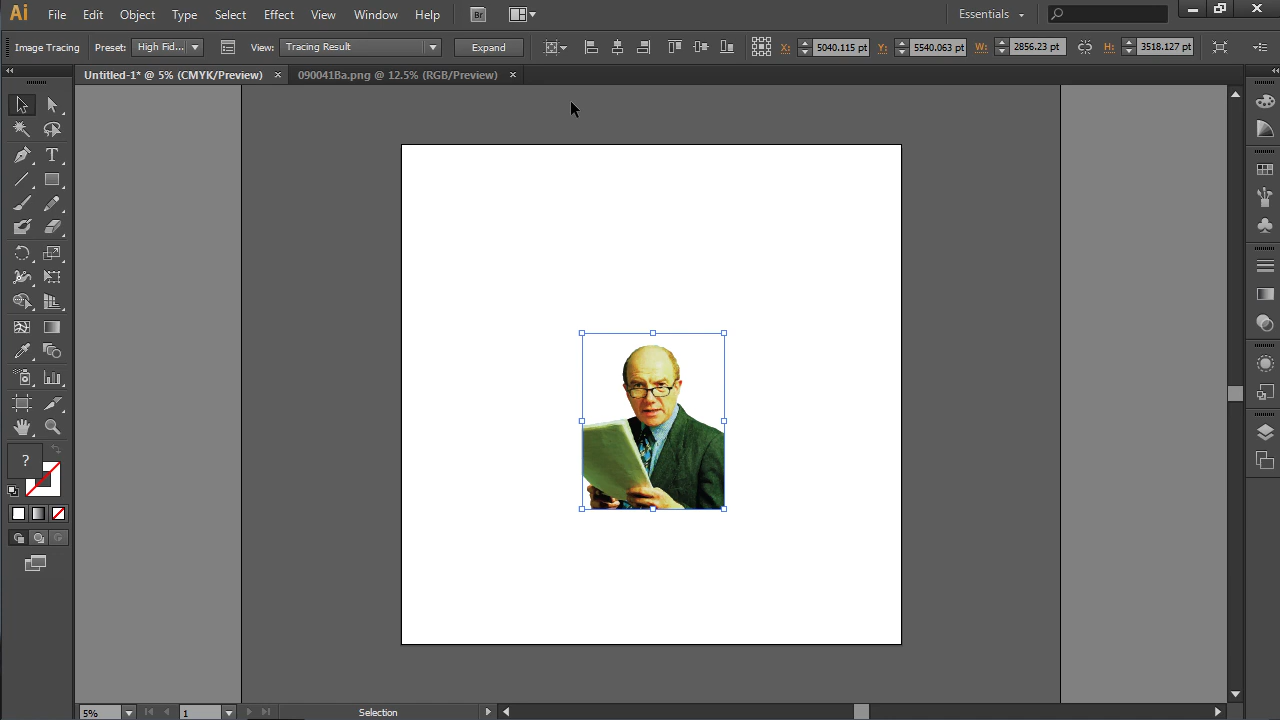 Ai File Edit Object Type Select Effect View Window Help Br Essentials
Image Tracing Preset: High Fid... View: Tracing Result Expand X: 5040.115 pt Y: 5540.063 pt W: 2856.23 pt H: 3518.127 pt
Untitled-1* @ 5% (CMYK/Preview) × 090041Ba.png @ 12.5% (RGB/Preview) ×
T
?
5% 1 Selection